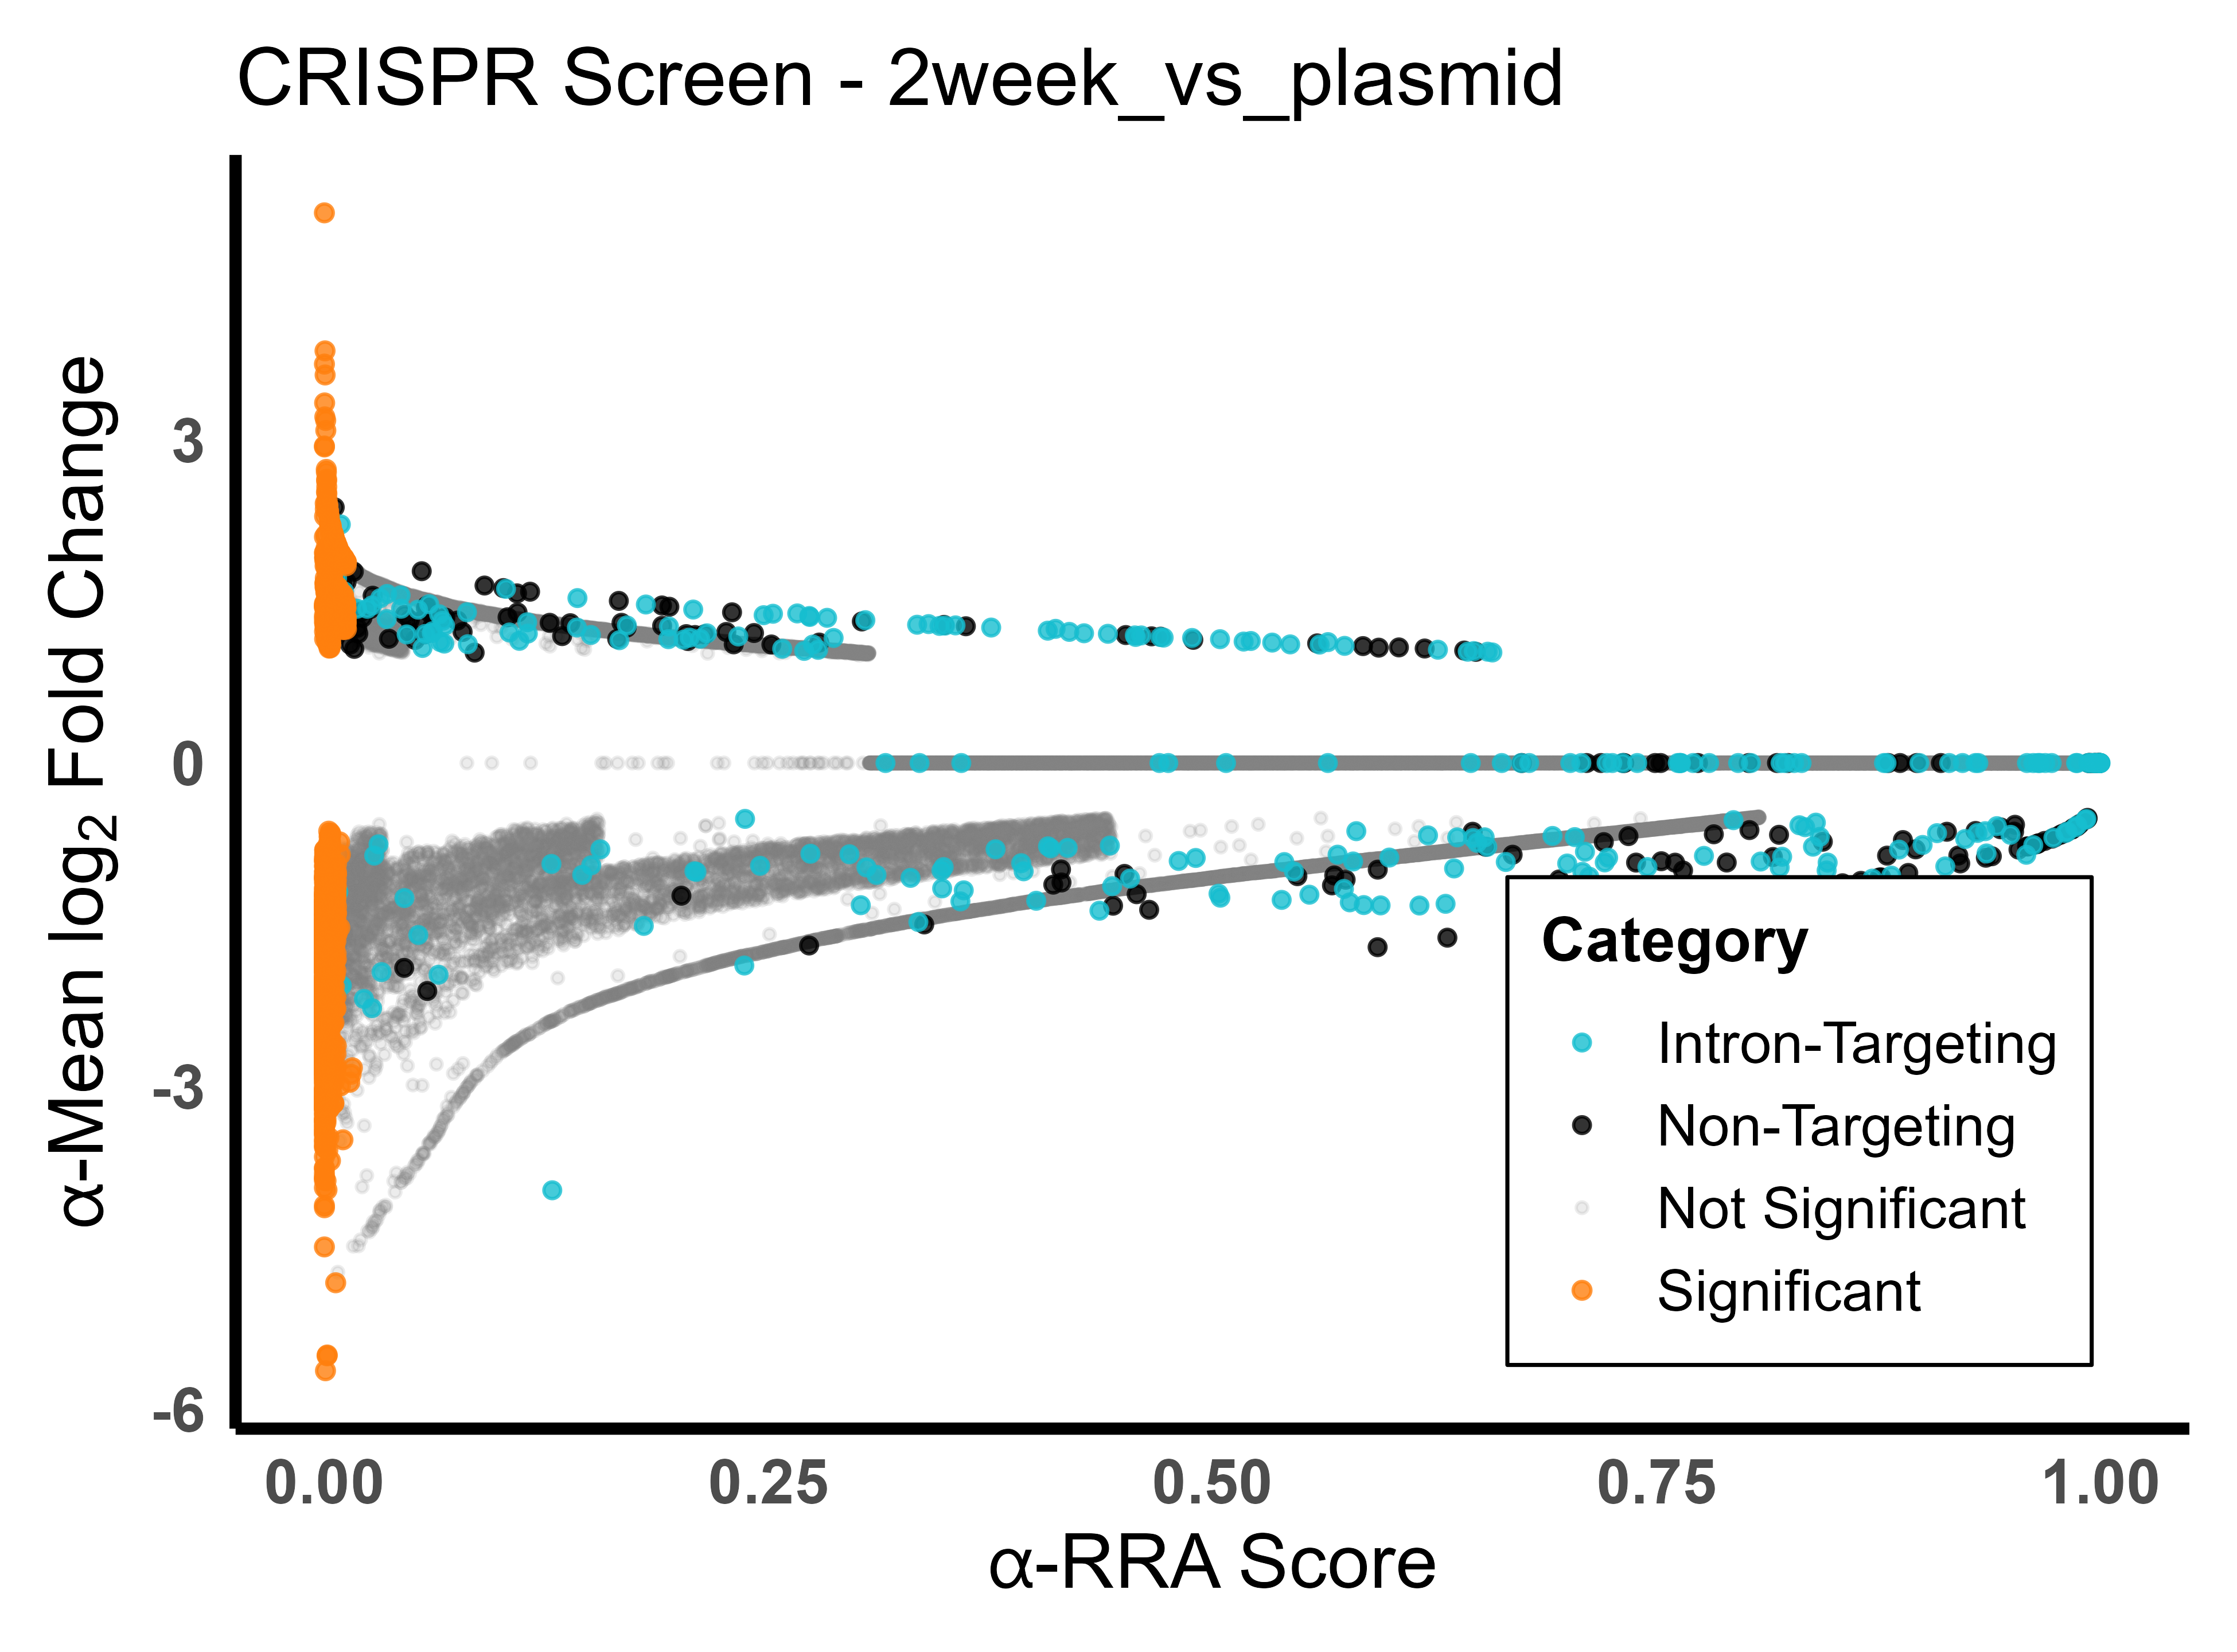 CRISPR Screen - 2week_vs_plasmid
α-Mean log₂ Fold Change
3
0
-3
-6
Category
Intron-Targeting
Non-Targeting
Not Significant
Significant
0.00 0.25 0.50 0.75 1.00
α-RRA Score